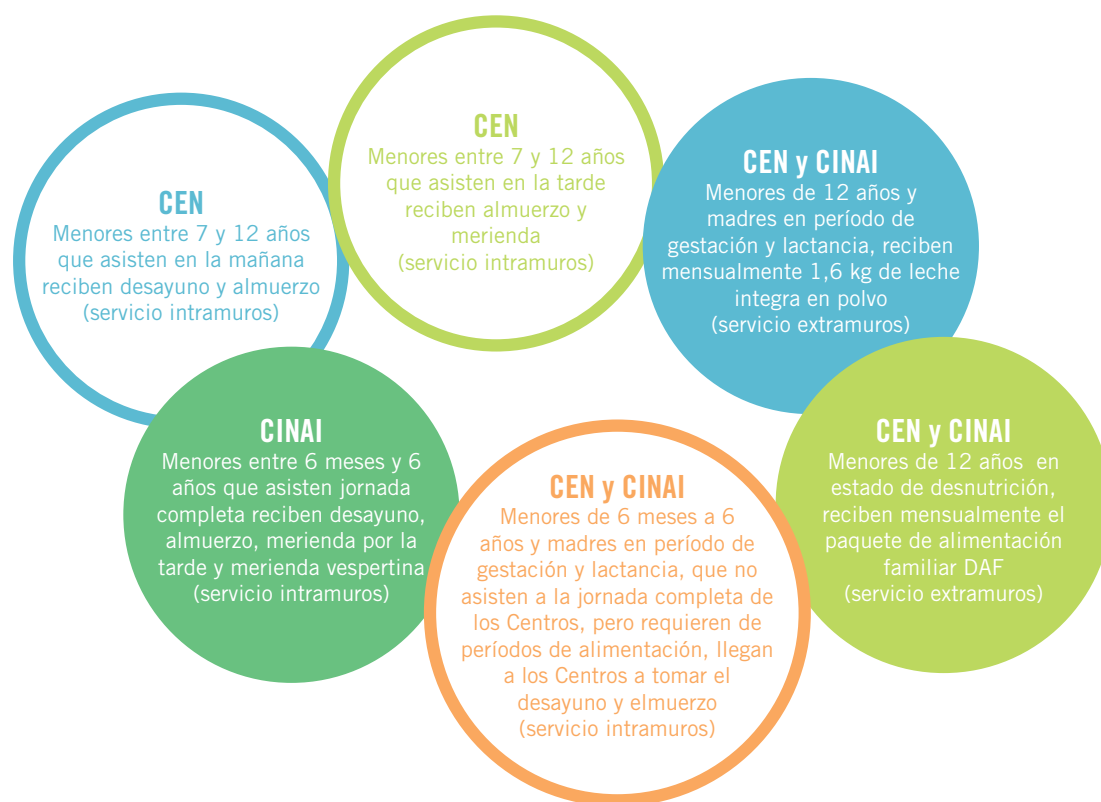 CEN
Menores entre 7 y 12 años
que asisten en la mañana
reciben desayuno y almuerzo
(servicio intramuros)
CEN
Menores entre 7 y 12 años
que asisten en la tarde
reciben almuerzo y
merienda
(servicio intramuros)
CEN y CINAI
Menores de 12 años y
madres en período de
gestación y lactancia, reciben
mensualmente 1,6 kg de leche
integra en polvo
(servicio extramuros)
CINAI
Menores entre 6 meses y 6
años que asisten jornada
completa reciben desayuno,
almuerzo, merienda por la
tarde y merienda vespertina
(servicio intramuros)
CEN y CINAI
Menores de 6 meses a 6
años y madres en período de
gestación y lactancia, que no
asisten a la jornada completa de
los Centros, pero requieren de
períodos de alimentación, llegan
a los Centros a tomar el
desayuno y elmuerzo
(servicio intramuros)
CEN y CINAI
Menores de 12 años en
estado de desnutrición,
reciben mensualmente el
paquete de alimentación
familiar DAF
(servicio extramuros)